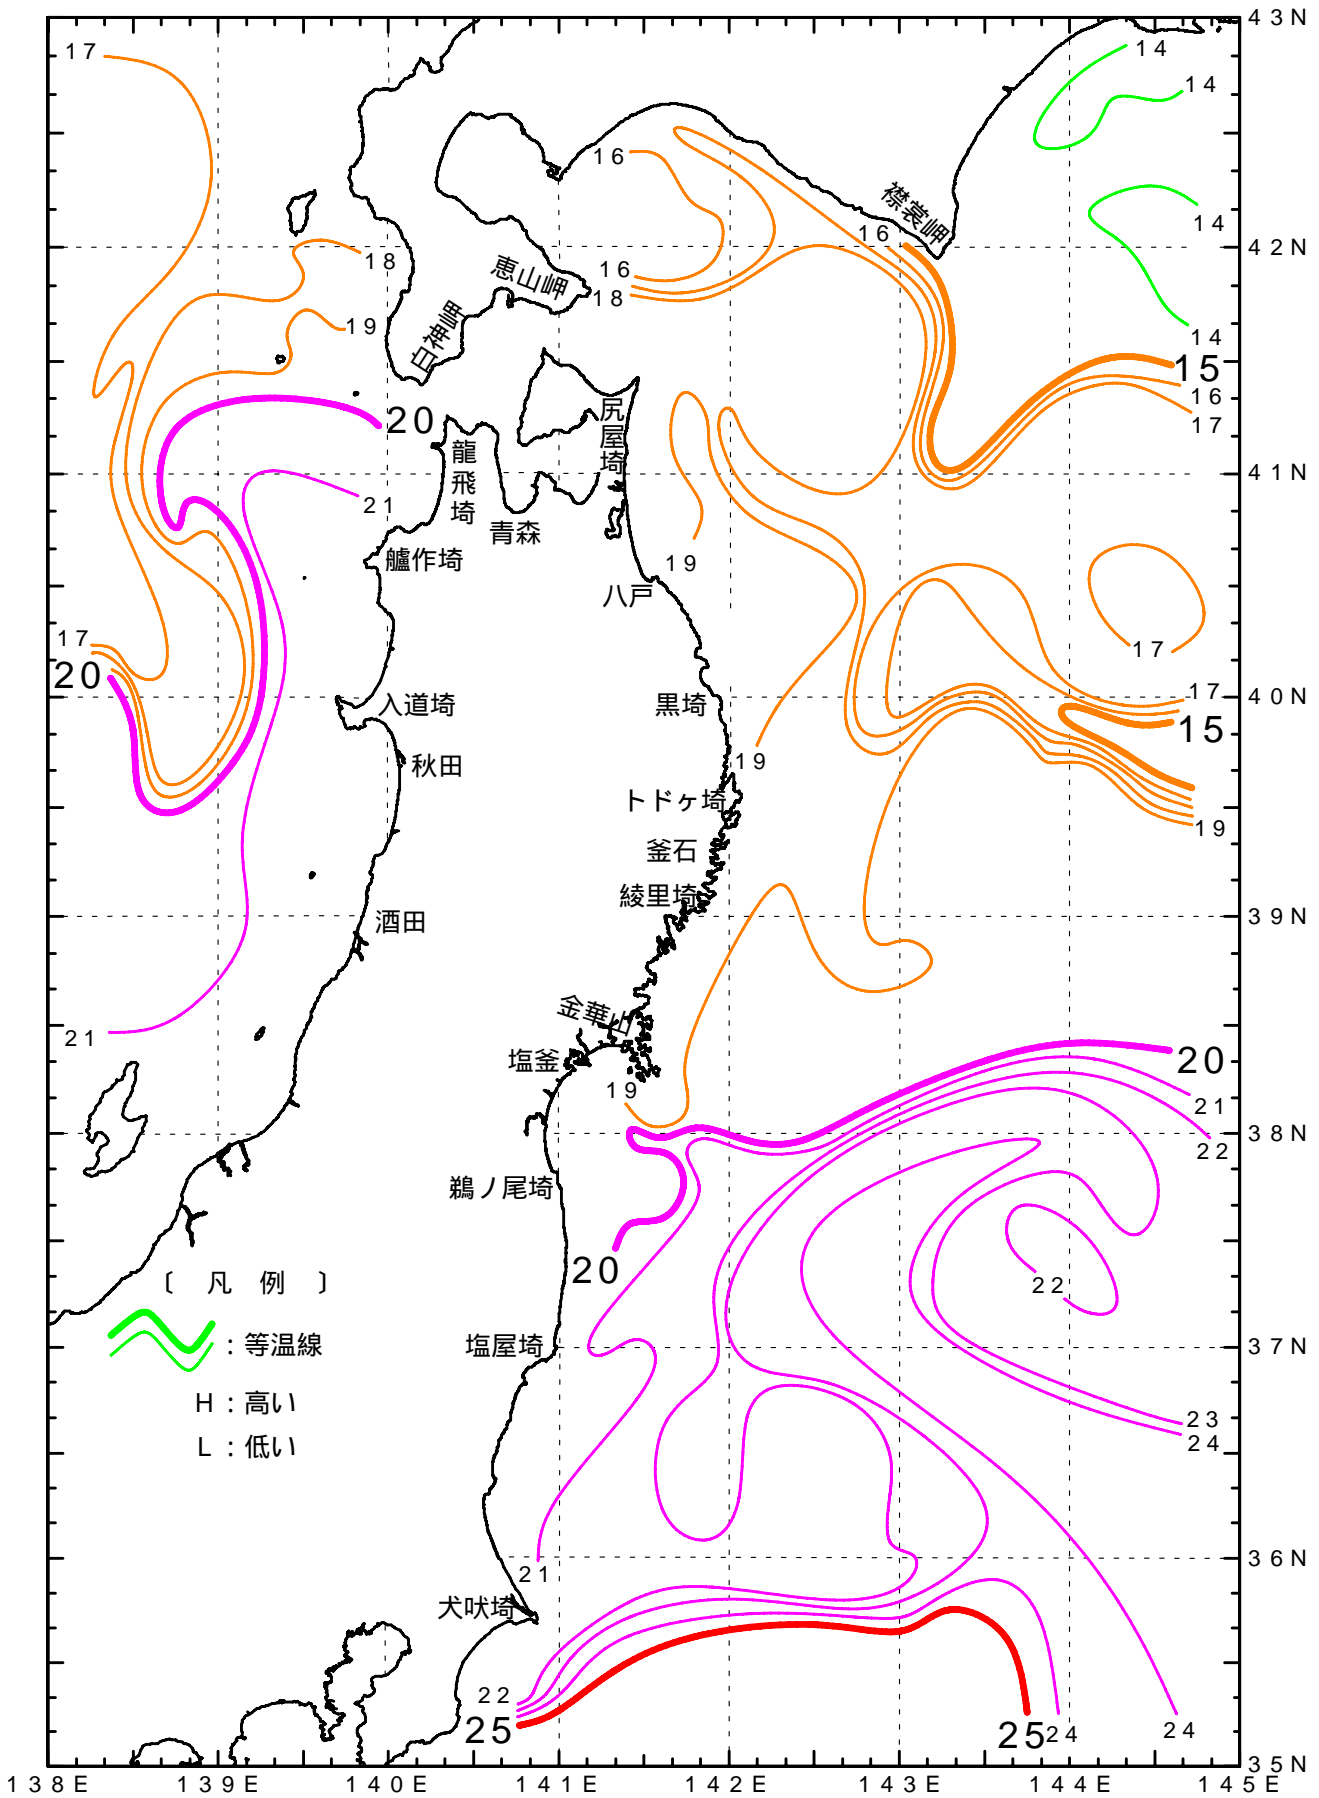 43N
17
14
14
16
襟裳岬
14
16
42N
18
恵山岬
16
18
白神岬
19
14
15
16
17
20
尻屋埼
龍飛埼
41N
21
青森
艫作埼
19
八戸
17
17
20
17
入道埼
黒埼
40N
15
秋田
19
トドヶ埼
19
釜石
綾里埼
酒田
39N
金華山
21
塩釜
20
19
21
38N
22
鵜ノ尾埼
20
〔 凡 例 〕
22
:等温線
塩屋埼
37N
H:高い
23
L:低い
24
36N
21
犬吠埼
22
25
25
24
24
35N
138E
139E
140E
141E
142E
143E
144E
145E